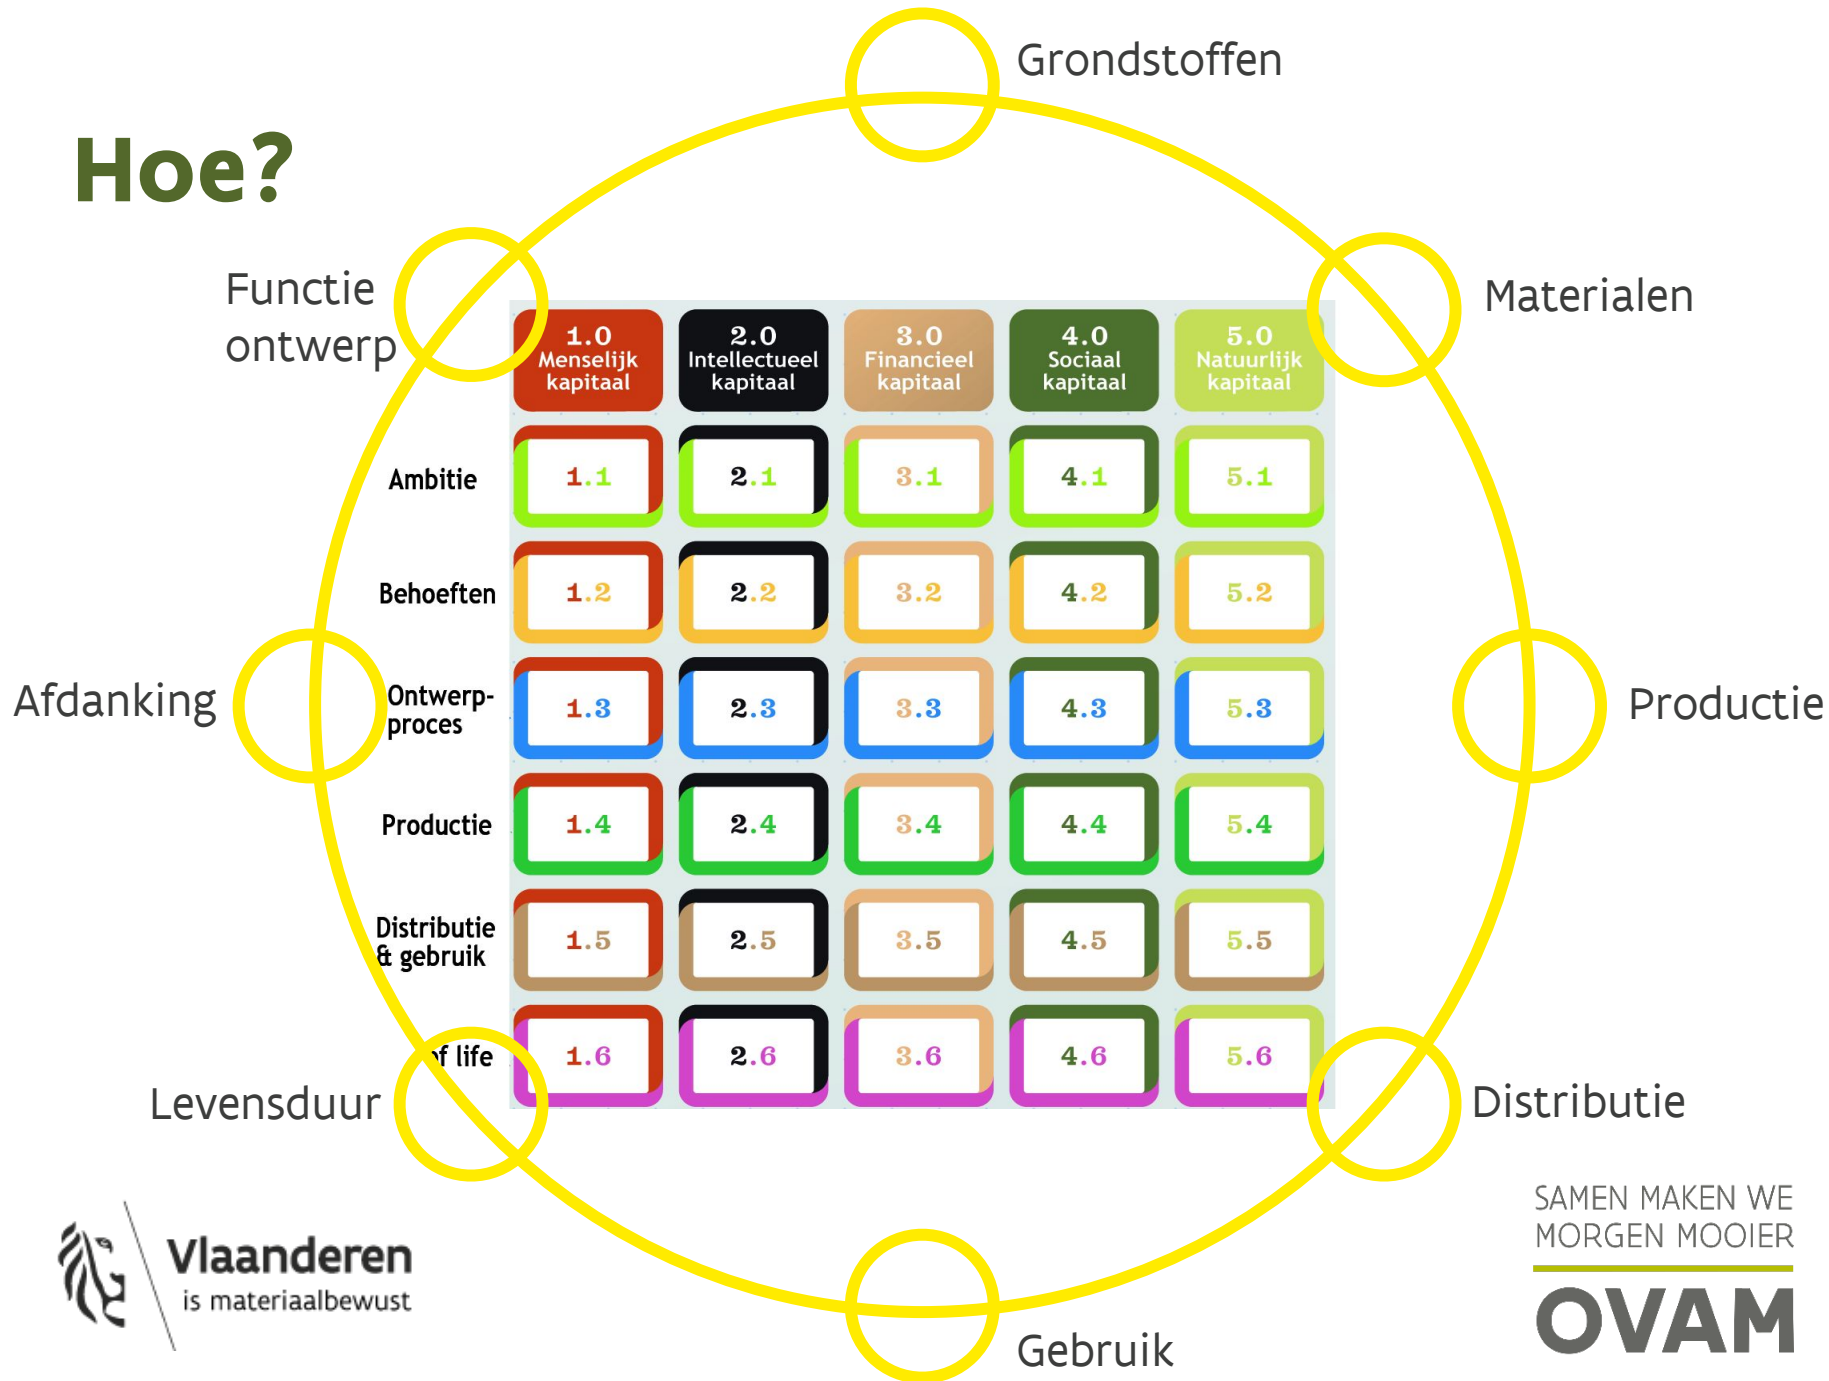 Grondstoffen
Hoe?
Functie
ontwerp
Materialen
1.0
Menselijk
kapitaal
2.0
Intellectueel
kapitaal
3.0
Financieel
kapitaal
4.0
Sociaal
kapitaal
5.0
Natuurlijk
kapitaal
Ambitie
1.1
2.1
3.1
4.1
5.1
Behoeften
1.2
2.2
3.2
4.2
5.2
Afdanking
Ontwerp-
proces
1.3
2.3
3.3
4.3
5.3
Productie
Productie
1.4
2.4
3.4
4.4
5.4
Distributie
& gebruik
1.5
2.5
3.5
4.5
5.5
of life
1.6
2.6
3.6
4.6
5.6
Levensduur
Distributie
Gebruik
Vlaanderen
is materiaalbewust
SAMEN MAKEN WE
MORGEN MOOIER
OVAM